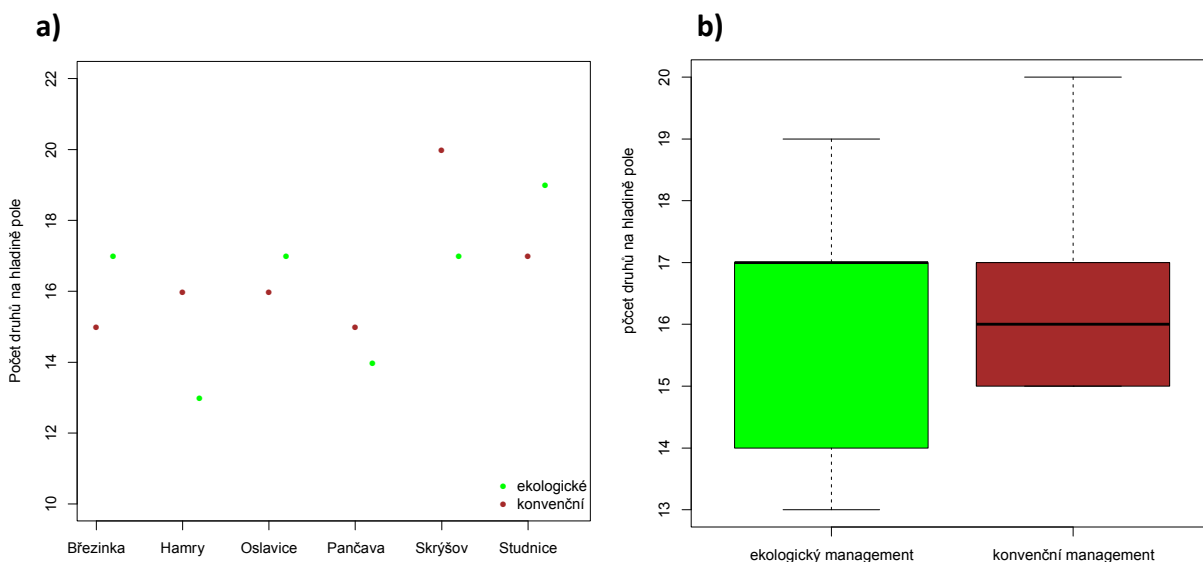 a)
Počet druhů na hladině pole
22
20
18
16
14
12
10
ekologické
konvenční
Březinka Hamry Oslavice Pančava Skrýšov Studnice
b)
pčcet druhů na hladině pole
20
19
18
17
16
15
14
13
ekologický management konvenční management